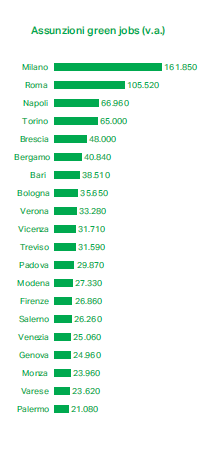 Assunzioni green jobs (v.a.)
Milano 161.850
Roma 105.520
Napoli 66.960
Torino 65.000
Brescia 48.000
Bergamo 40.840
Bari 38.510
Bologna 35.650
Verona 33.280
Vicenza 31.710
Treviso 31.590
Padova 29.870
Modena 27.330
Firenze 26.860
Salerno 26.260
Venezia 25.060
Genova 24.960
Monza 23.960
Varese 23.620
Palermo 21.080